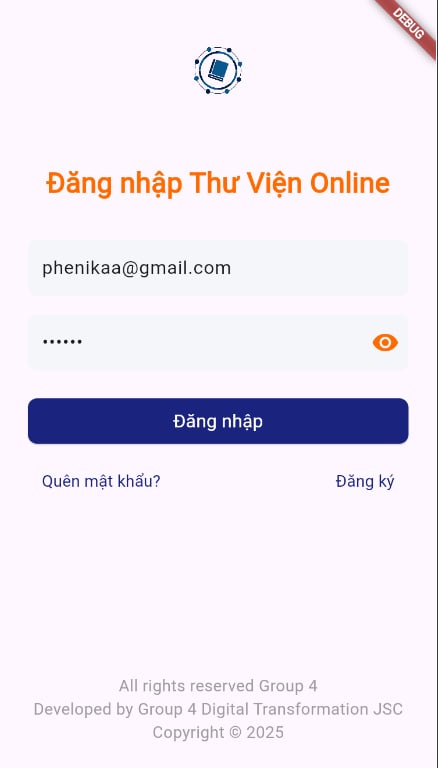 DEBUG
Đăng nhập Thư Viện Online
phenikaa@gmail.com
••••••
Đăng nhập
Quên mật khẩu?
Đăng ký
All rights reserved Group 4
Developed by Group 4 Digital Transformation JSC
Copyright © 2025